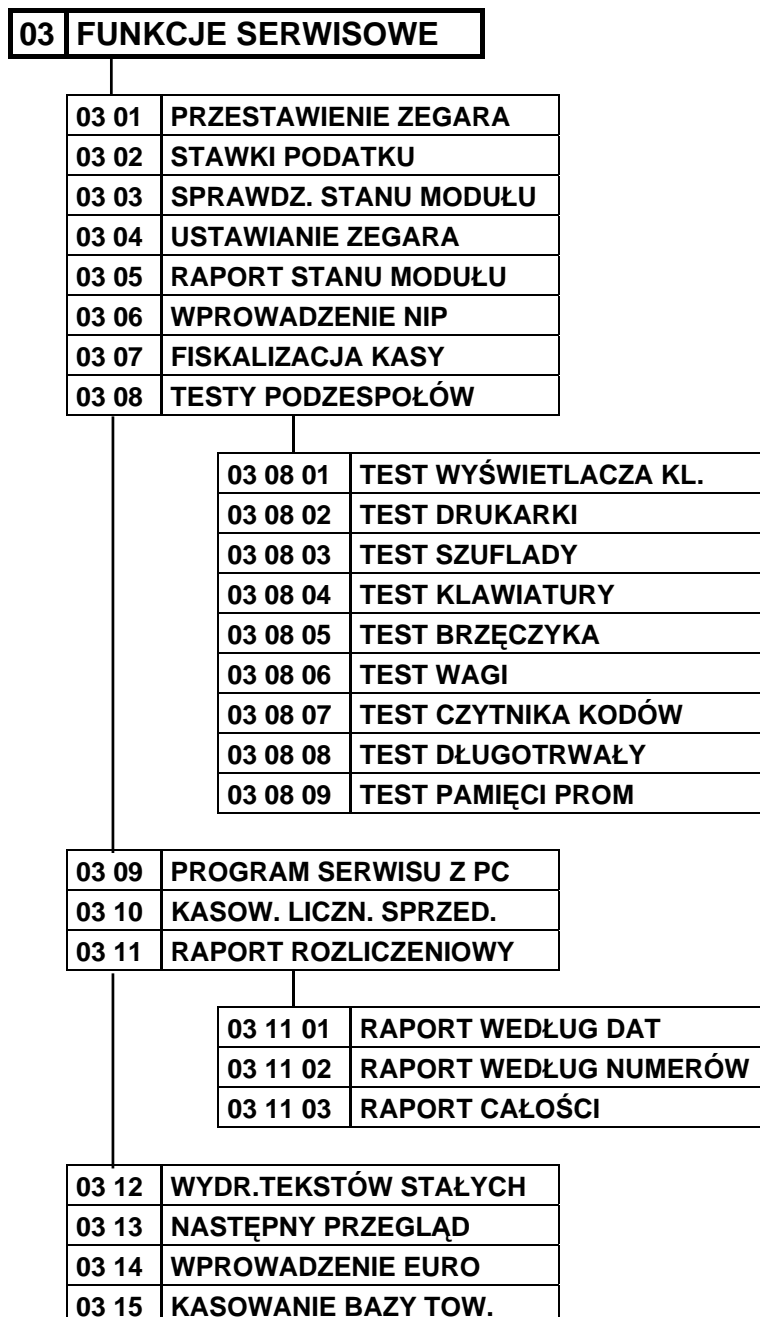 03 FUNKCJE SERWISOWE
03 01 PRZESTAWIENIE ZEGARA
03 02 STAWKI PODATKU
03 03 SPRAWDZ. STANU MODUŁU
03 04 USTAWIANIE ZEGARA
03 05 RAPORT STANU MODUŁU
03 06 WPROWADZENIE NIP
03 07 FISKALIZACJA KASY
03 08 TESTY PODZESPOŁÓW
03 08 01 TEST WYŚWIETLACZA KL.
03 08 02 TEST DRUKARKI
03 08 03 TEST SZUFLADY
03 08 04 TEST KLAWIATURY
03 08 05 TEST BRZĘCZYKA
03 08 06 TEST WAGI
03 08 07 TEST CZYTNIKA KODÓW
03 08 08 TEST DŁUGOTRWAŁY
03 08 09 TEST PAMIĘCI PROM
03 09 PROGRAM SERWISU Z PC
03 10 KASOW. LICZN. SPRZED.
03 11 RAPORT ROZLICZENIOWY
03 11 01 RAPORT WEDŁUG DAT
03 11 02 RAPORT WEDŁUG NUMERÓW
03 11 03 RAPORT CAŁOŚCI
03 12 WYDR.TEKSTÓW STAŁYCH
03 13 NASTĘPNY PRZEGLĄD
03 14 WPROWADZENIE EURO
03 15 KASOWANIE BAZY TOW.